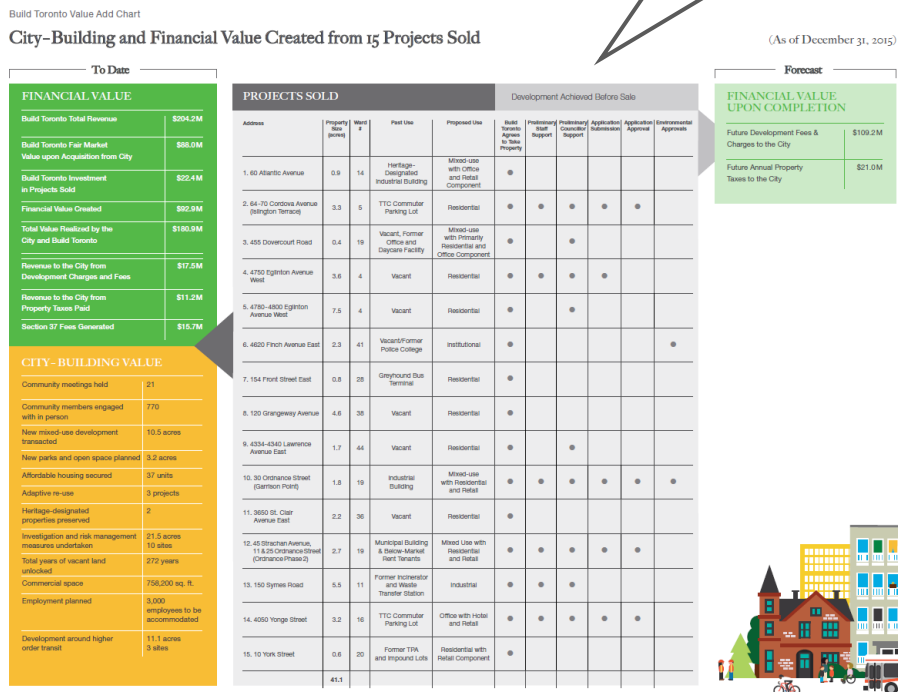 Build Toronto Value Add Chart
City-Building and Financial Value Created from 15 Projects Sold
(As of December 31, 2015)
To Date
FINANCIAL VALUE
Build Toronto Total Revenue $204.2M
Build Toronto Fair Market
Value upon Acquisition from City $88.0M
Build Toronto Investment
in Projects Sold $22.4M
Financial Value Created $92.9M
Total Value Realized by the
City and Build Toronto $180.9M
Revenue to the City from
Development Charges and Fees $17.5M
Revenue to the City from
Property Taxes Paid $11.2M
Section 37 Fees Generated $15.7M
CITY-BUILDING VALUE
Community meetings held 21
Community members engaged
with in person 770
New mixed-use development
transacted 10.5 acres
New parks and open space planned 3.2 acres
Affordable housing secured 37 units
Adaptive re-use 3 projects
Heritage-designated
properties preserved 2
Investigation and risk management
measures undertaken 21.5 acres
10 sites
Total years of vacant land
unlocked 272 years
Commercial space 758,200 sq. ft.
Employment planned 3,000
employees to be
accommodated
Development around higher
order transit 11.1 acres
3 sites
PROJECTS SOLD
Development Achieved Before Sale
Address
Property
Size
(acres)
Ward
#
Past Use
Proposed Use
Build
Toronto
Agrees
to Take
Property
Preliminary
Staff
Support
Preliminary
Councillor
Support
Application
Submission
Application
Approval
Environmental
Approvals
1. 60 Atlantic Avenue 0.9 14
Heritage-
Designated
Industrial Building
Mixed-use
with Office
and Retail
Component
●
2. 64-70 Cordova Avenue
(Islington Terrace) 3.3 5
TTC Commuter
Parking Lot
Residential
● ● ● ● ●
3. 455 Dovercourt Road 0.4 19
Vacant, Former
Office and
Daycare Facility
Mixed-use
with Primarily
Residential and
Office Component
● ●
4. 4750 Eglinton Avenue
West 3.6 4 Vacant Residential
● ● ● ●
5. 4780-4800 Eglinton
Avenue West 7.5 4 Vacant Residential
● ●
6. 4620 Finch Avenue East 2.3 41
Vacant/Former
Police College
Institutional
● ●
7. 154 Front Street East 0.8 28
Greyhound Bus
Terminal
Residential
●
8. 120 Grangeway Avenue 4.6 38 Vacant Residential
●
9. 4334-4340 Lawrence
Avenue East 1.7 44 Vacant Residential
● ●
10. 30 Ordnance Street
(Garrison Point) 1.8 19
Industrial
Building
Mixed-use
with Residential
and Retail
● ● ● ● ● ●
11. 3650 St. Clair
Avenue East 2.2 36 Vacant Residential
●
12. 45 Strachan Avenue,
11 & 25 Ordnance Street
(Ordnance Phase 2) 2.7 19
Municipal Building
& Below-Market
Rent Tenants
Mixed Use with
Residential
and Retail
● ● ● ● ●
13. 150 Symes Road 5.5 11
Former Incinerator
and Waste
Transfer Station
Industrial
● ● ●
14. 4050 Yonge Street 3.2 16
TTC Commuter
Parking Lot
Office with Hotel
and Retail
● ● ● ● ●
15. 10 York Street 0.6 20
Former TPA
and Impound Lots
Residential with
Retail Component
●
41.1
Forecast
FINANCIAL VALUE
UPON COMPLETION
Future Development Fees &
Charges to the City $109.2M
Future Annual Property
Taxes to the City $21.0M